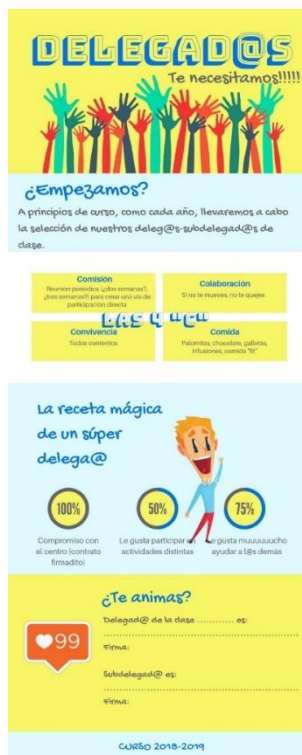 DELEGAD@S
Te necesitamos!!!!!
¿Empezamos?
A principios de curso, como cada año, llevaremos a cabo
la selección de nuestros deleg@s-subdelegad@s de
clase.
Comisión
Reunión periódica (¿dos semanas?,
¿tres semanas?) para crear una vía de
participación directa
Colaboración
Si no te mueves, no te quejes
LAS 4 "C"
Convivencia
Todos contentos
Comida
Palomitas, chocolate, galletas,
infusiones, comida
La receta mágica
de un súper
delega@
100%
Compromiso con
el centro (contrato
firmadito)
50%
Le gusta participar en
actividades distintas
75%
Le gusta muuuuuucho
ayudar a l@s demás
99
¿Te animas?
Delegad@ de la clase ............ es:
Firma:
Subdelegad@ es:
Firma:
CURSO 2018-2019